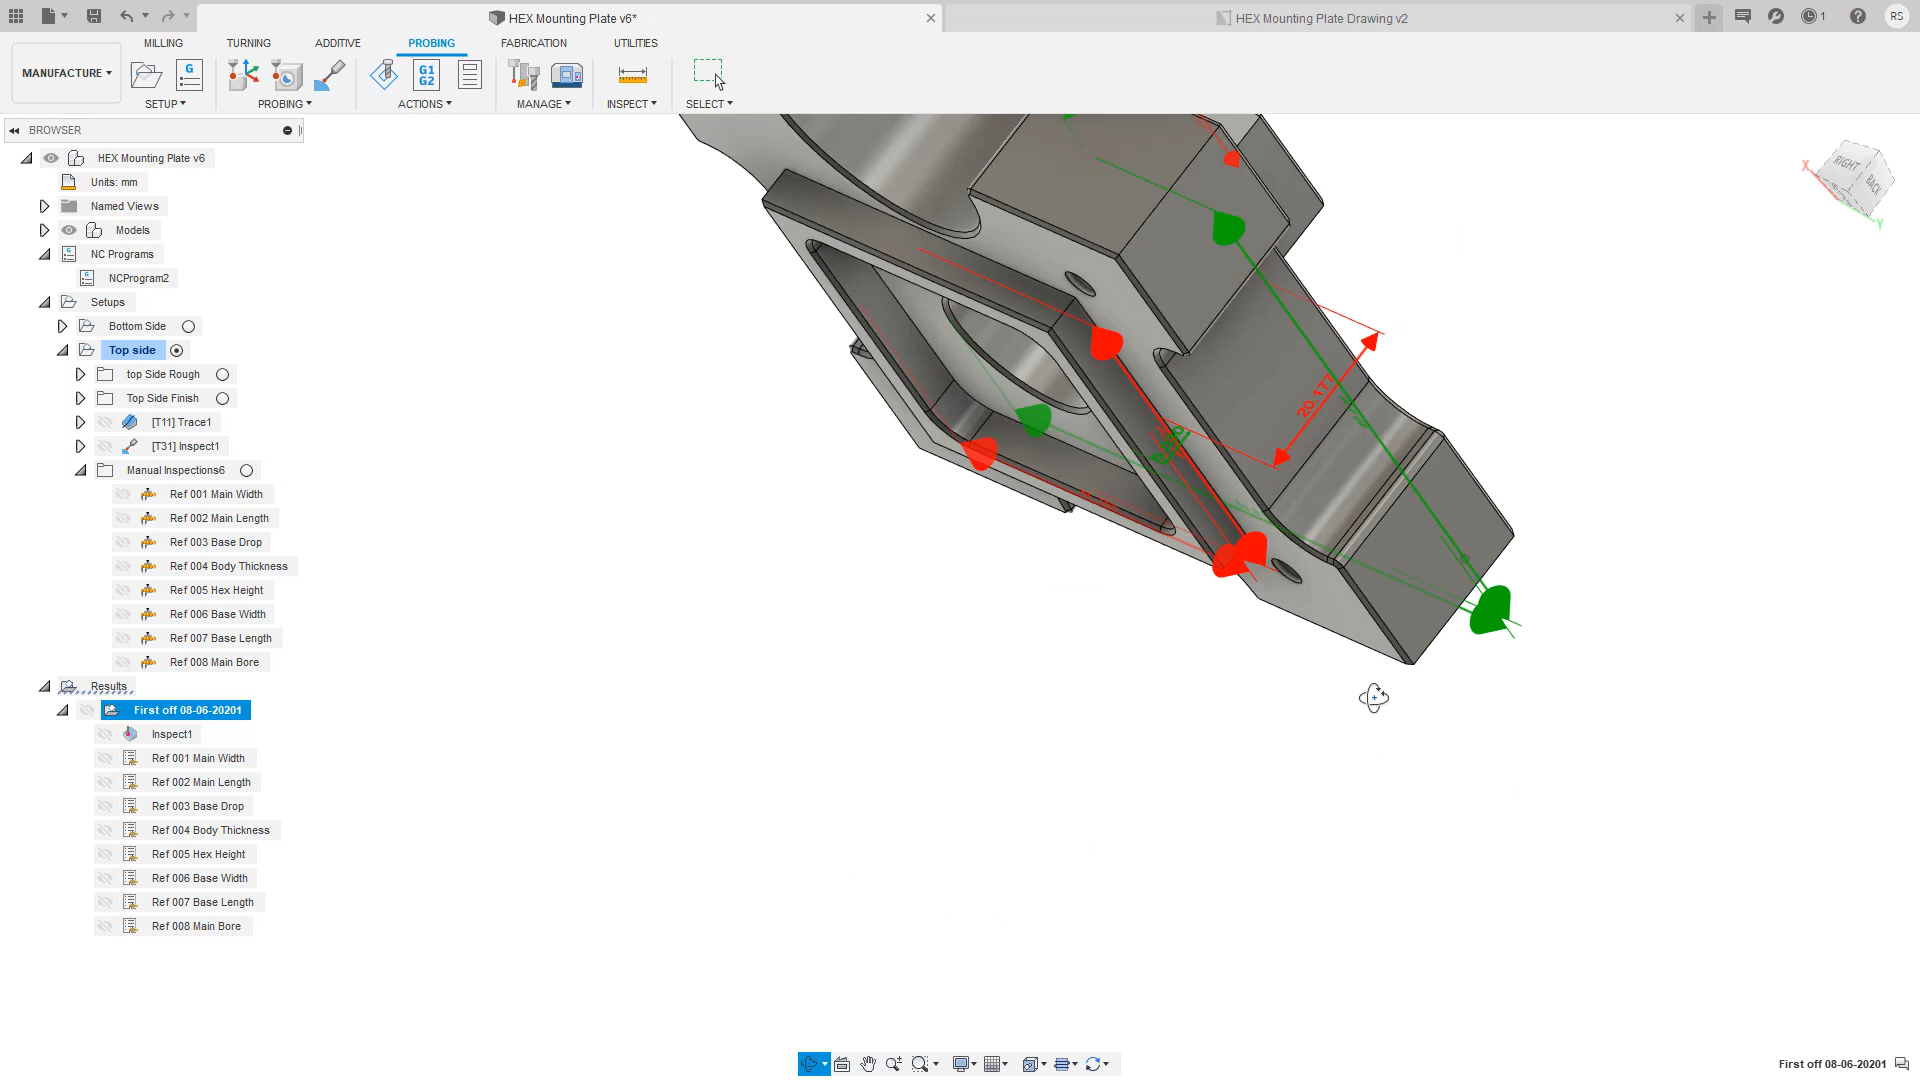 HEX Mounting Plate v6*
HEX Mounting Plate Drawing v2
1
RS
MILLING
TURNING
ADDITIVE
PROBING
FABRICATION
UTILITIES
MANUFACTURE
G
G1
G2
SETUP
PROBING
ACTIONS
MANAGE
INSPECT
SELECT
BROWSER
HEX Mounting Plate v6
Units: mm
Named Views
Models
NC Programs
NCProgram2
Setups
Bottom Side
Top side
top Side Rough
Top Side Finish
[T11] Trace1
[T31] Inspect1
Manual Inspections6
Ref 001 Main Width
Ref 002 Main Length
Ref 003 Base Drop
Ref 004 Body Thickness
Ref 005 Hex Height
Ref 006 Base Width
Ref 007 Base Length
Ref 008 Main Bore
Results
First off 08-06-20201
Inspect1
Ref 001 Main Width
Ref 002 Main Length
Ref 003 Base Drop
Ref 004 Body Thickness
Ref 005 Hex Height
Ref 006 Base Width
Ref 007 Base Length
Ref 008 Main Bore
20.177
X
RIGHT
BACK
Y
First off 08-06-20201